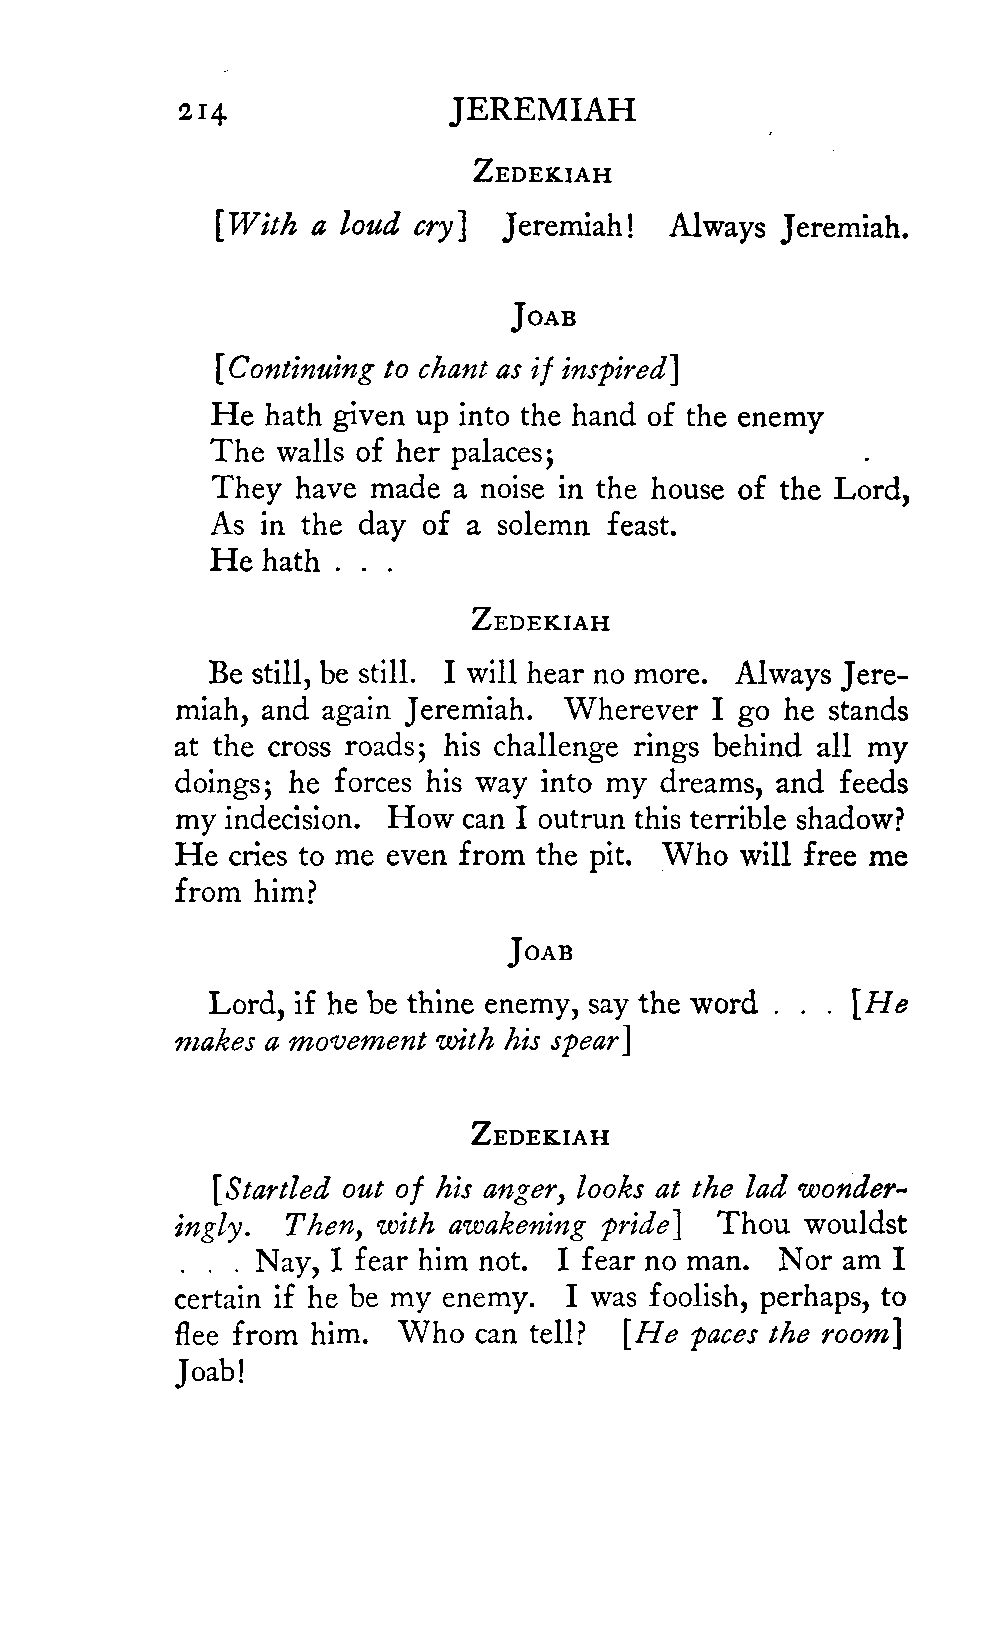 214 JEREMIAH
ZEDEKIAH
[With a loud cry] Jeremiah! Always Jeremiah.
JOAB
[Continuing to chant as if inspired]
He hath given up into the hand of the enemy
The walls of her palaces;
They have made a noise in the house of the Lord,
As in the day of a solemn feast.
He hath . . .
ZEDEKIAH
Be still, be still. I will hear no more. Always Jere-
miah, and again Jeremiah. Wherever I go he stands
at the cross roads; his challenge rings behind all my
doings; he forces his way into my dreams, and feeds
my indecision. How can I outrun this terrible shadow?
He cries to me even from the pit. Who will free me
from him?
JOAB
Lord, if he be thine enemy, say the word . . . [He
makes a movement with his spear]
ZEDEKIAH
[Startled out of his anger, looks at the lad wonder-
ingly. Then, with awakening pride] Thou wouldst
. . . Nay, I fear him not. I fear no man. Nor am I
certain if he be my enemy. I was foolish, perhaps, to
flee from him. Who can tell? [He paces the room]
Joab!